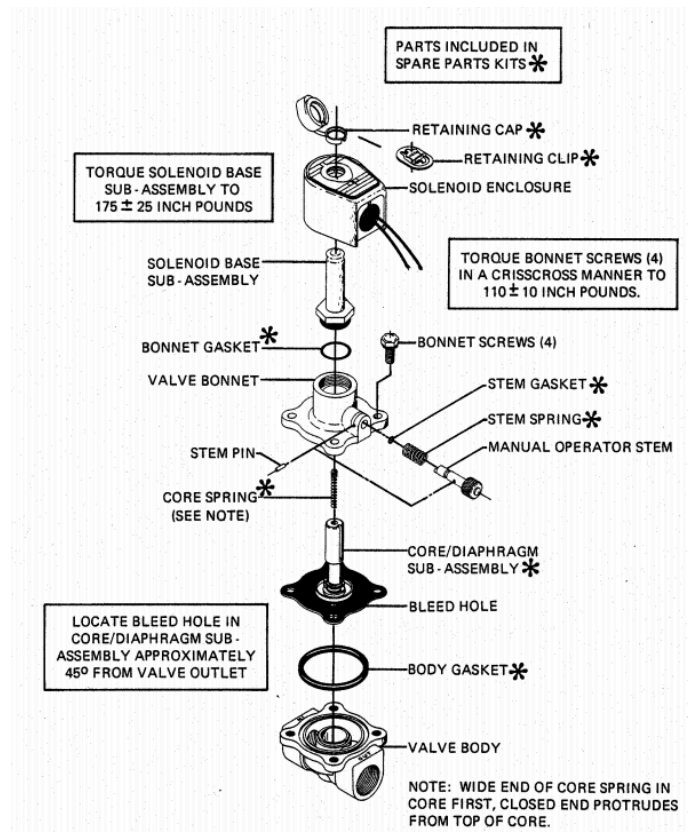 PARTS INCLUDED IN
SPARE PARTS KITS *
RETAINING CAP *
RETAINING CLIP *
TORQUE SOLENOID BASE
SUB-ASSEMBLY TO
175 ± 25 INCH POUNDS
SOLENOID ENCLOSURE
TORQUE BONNET SCREWS (4)
IN A CRISSCROSS MANNER TO
110 ± 10 INCH POUNDS.
SOLENOID BASE
SUB-ASSEMBLY
BONNET GASKET *
BONNET SCREWS (4)
VALVE BONNET
STEM GASKET *
STEM SPRING *
MANUAL OPERATOR STEM
STEM PIN
CORE SPRING *
(SEE NOTE)
CORE/DIAPHRAGM
SUB-ASSEMBLY *
BLEED HOLE
LOCATE BLEED HOLE IN
CORE/DIAPHRAGM SUB-
ASSEMBLY APPROXIMATELY
45º FROM VALVE OUTLET
BODY GASKET *
VALVE BODY
NOTE: WIDE END OF CORE SPRING IN
CORE FIRST, CLOSED END PROTRUDES
FROM TOP OF CORE.